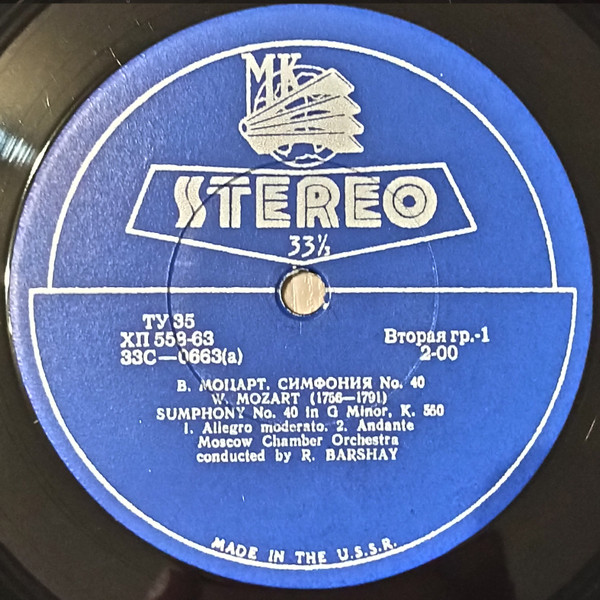 МК
STEREO
33⅓
ТУ 35
ХП 558-63
33С—0663(а)
Вторая гр.-1
2-00
В. МОЦАРТ. СИМФОНИЯ No. 40
W. MOZART (1756—1791)
SUMPHONY No. 40 in G Minor, K. 550
1. Allegro moderato. 2. Andante
Moscow Chamber Orchestra
conducted by R. BARSHAY
MADE IN THE U.S.S.R.